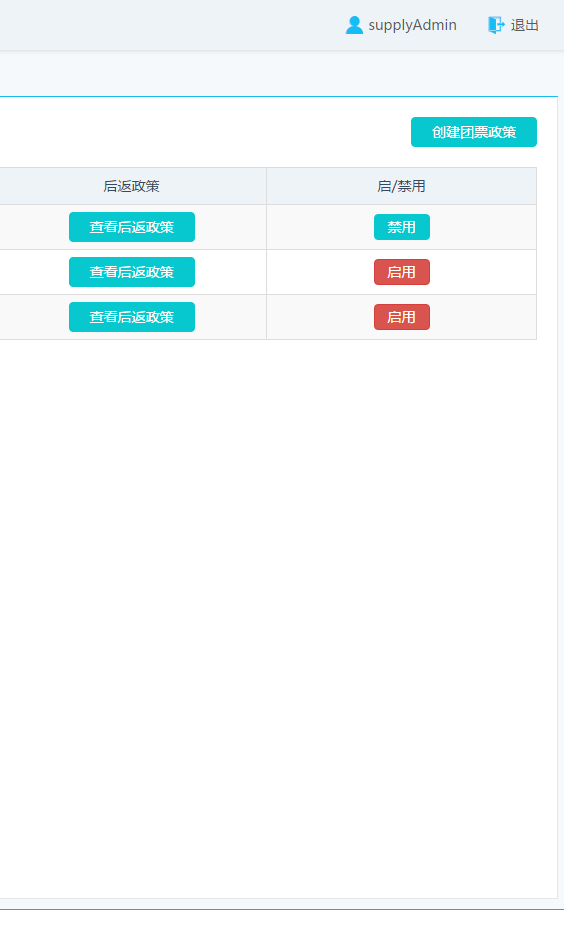 supplyAdmin 退出
创建团票政策
后返政策 启/禁用
查看后返政策 禁用
查看后返政策 启用
查看后返政策 启用